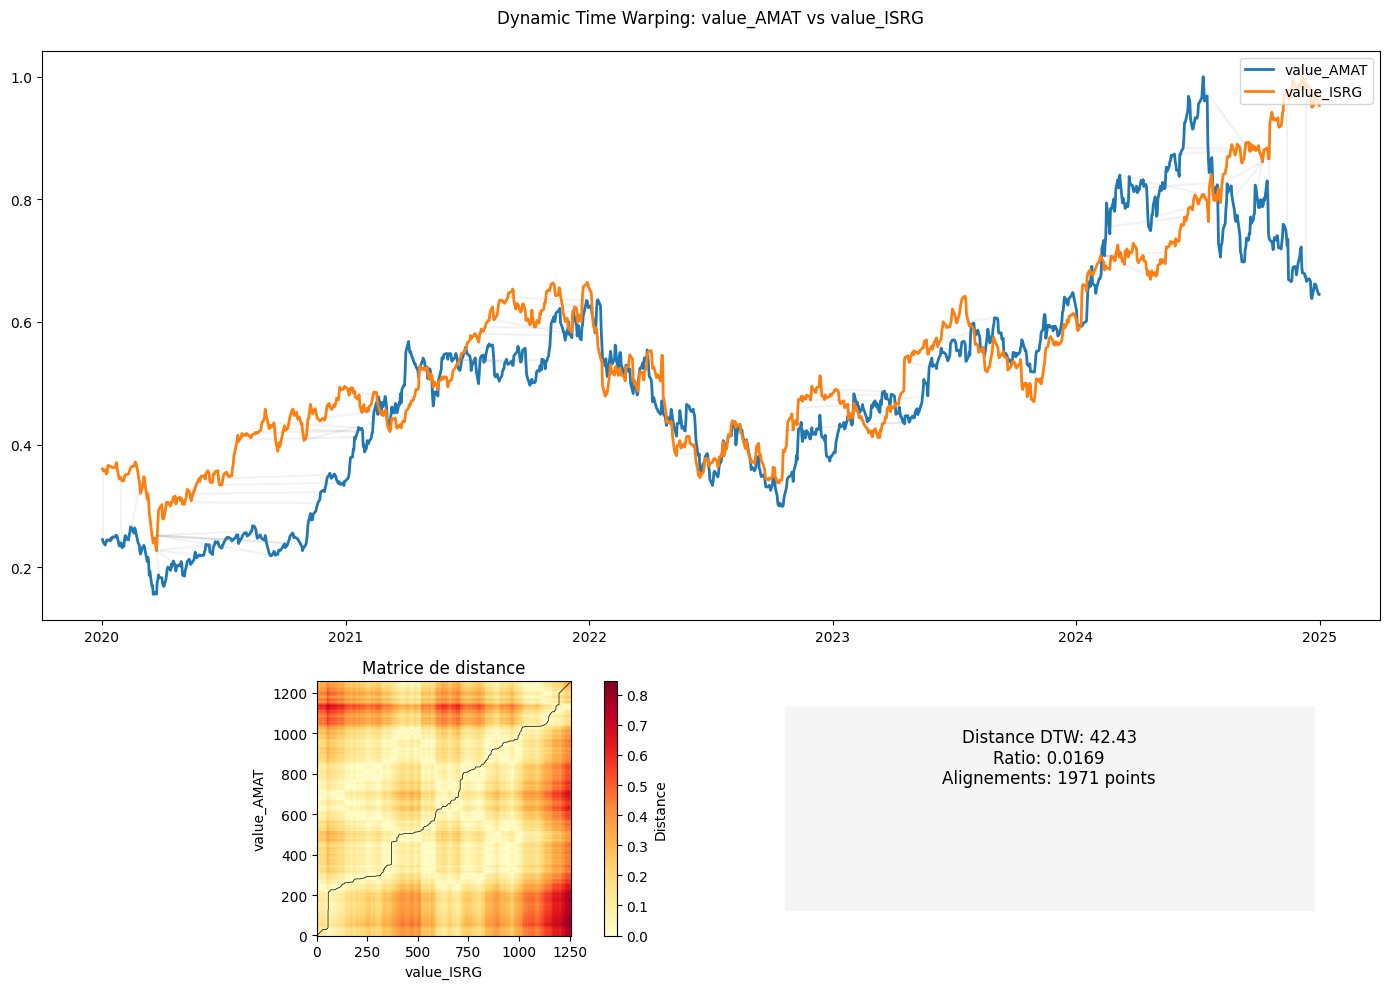 Dynamic Time Warping: value_AMAT vs value_ISRG
value_AMAT
value_ISRG
1.0
0.8
0.6
0.4
0.2
2020 2021 2022 2023 2024 2025
Matrice de distance
value_AMAT
1200
1000
800
600
400
200
0
0 250 500 750 1000 1250
value_ISRG
0.8
0.7
0.6
0.5
0.4
0.3
0.2
0.1
0.0
Distance
Distance DTW: 42.43
Ratio: 0.0169
Alignements: 1971 points